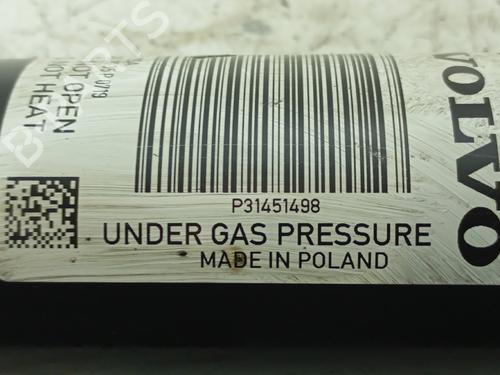 P31451498
UNDER GAS PRESSURE
MADE IN POLAND
VOLVO
NOT OPEN
NOT HEAT